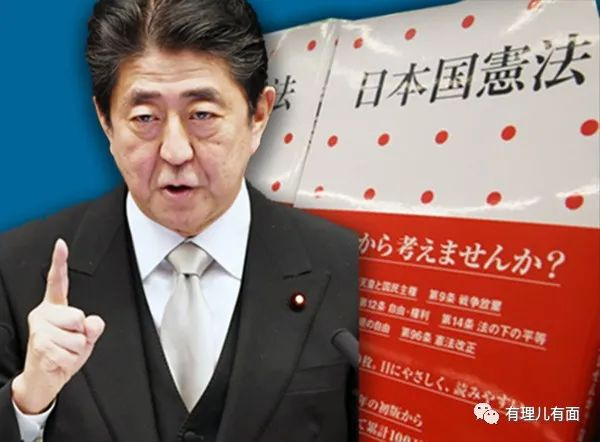 法
日本国憲法
から考えませんか？
天皇と国民主権 第9条 戦争放棄
第12条 自由・権利 第14条 法の下の平等
の自由 第96条 憲法改正
目にやさしく、読みやすい
年の初版から
で累計100
有理儿有面